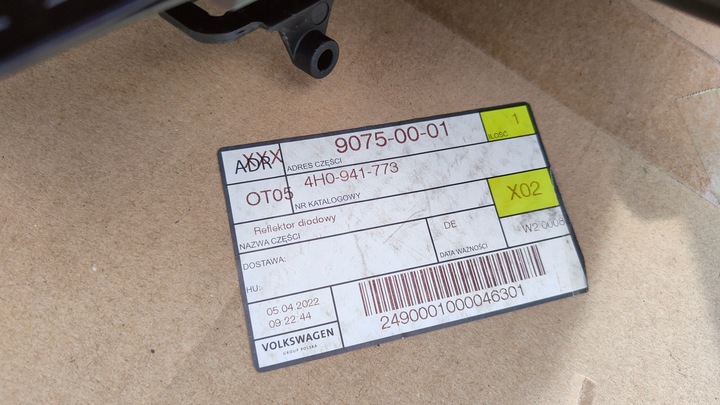 ADR XXX
9075-00-01
1
ADRES CZĘŚCI
ILOŚĆ
OT05
4H0-941-773
NR KATALOGOWY
X02
Reflektor diodowy
NAZWA CZĘŚCI
DE
W2.0008
DOSTAWA:
DATA WAŻNOŚCI
HU:
05.04.2022
09:22:44
2490001000046301
VOLKSWAGEN
GROUP POLSKA